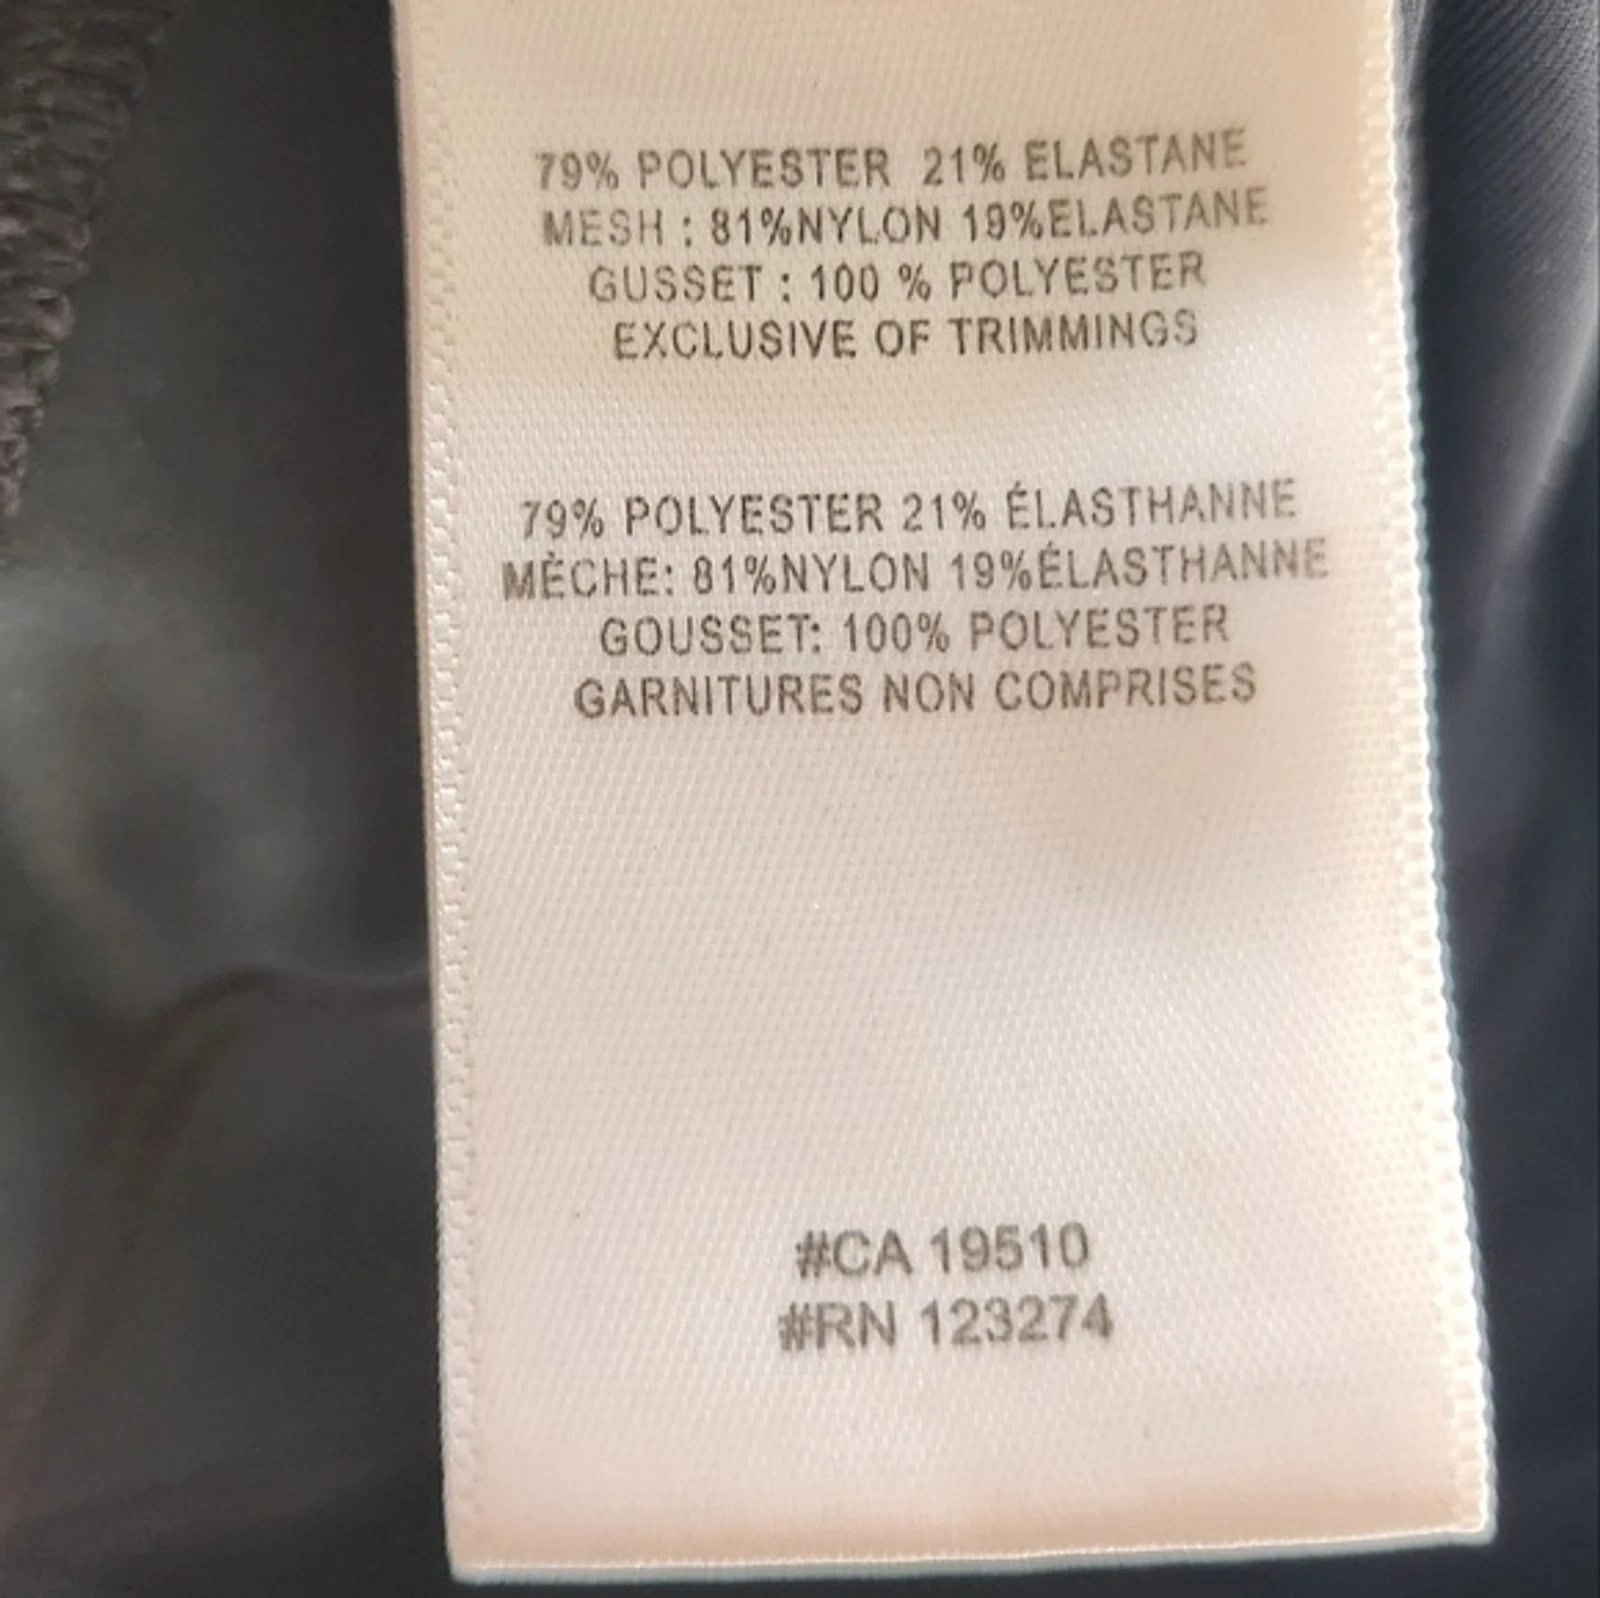 79% POLYESTER 21% ELASTANE
MESH : 81%NYLON 19%ELASTANE
GUSSET : 100 % POLYESTER
EXCLUSIVE OF TRIMMINGS
79% POLYESTER 21% ÉLASTHANNE
MÈCHE: 81%NYLON 19%ÉLASTHANNE
GOUSSET: 100% POLYESTER
GARNITURES NON COMPRISES
#CA 19510
#RN 123274